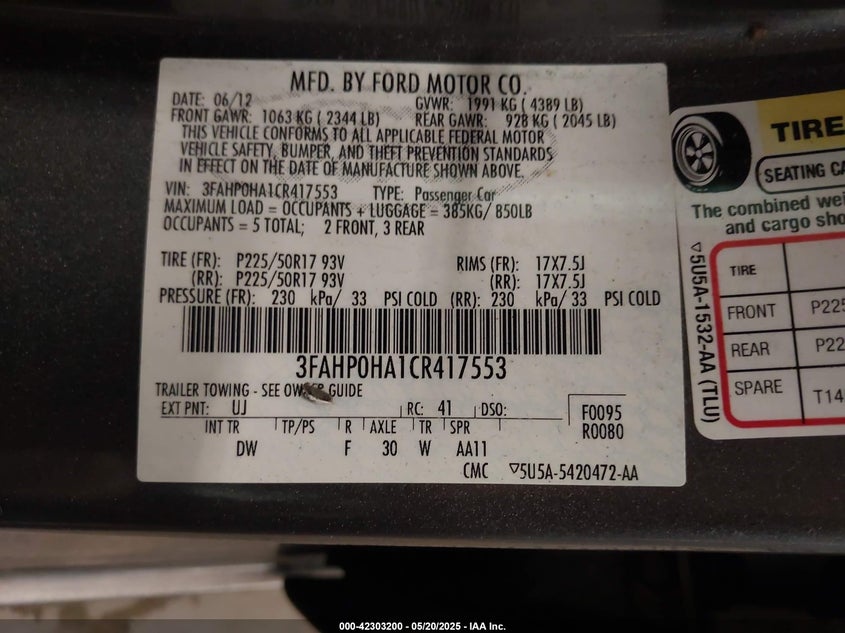 MFD. BY FORD MOTOR CO.
DATE: 06/12 GVWR: 1991 KG ( 4389 LB)
FRONT GAWR: 1063 KG ( 2344 LB) REAR GAWR: 928 KG ( 2045 LB)
THIS VEHICLE CONFORMS TO ALL APPLICABLE FEDERAL MOTOR
VEHICLE SAFETY, BUMPER, AND THEFT PREVENTION STANDARDS
IN EFFECT ON THE DATE OF MANUFACTURE SHOWN ABOVE.
VIN: 3FAHP0HA1CR417553 TYPE: Passenger Car
MAXIMUM LOAD = OCCUPANTS + LUGGAGE = 385KG/ 850LB
OCCUPANTS = 5 TOTAL; 2 FRONT, 3 REAR
TIRE (FR): P225/50R17 93V RIMS (FR): 17X7.5J
(RR): P225/50R17 93V (RR): 17X7.5J
PRESSURE (FR): 230 kPa/ 33 PSI COLD (RR): 230 kPa/ 33 PSI COLD
3FAHP0HA1CR417553
TRAILER TOWING - SEE OWNER GUIDE
EXT PNT: UJ RC: 41 DSO: F0095
INT TR TP/PS R AXLE TR SPR R0080
DW F 30 W AA11
CMC ▽5U5A-5420472-AA
TIRE
SEATING CA
The combined wei
and cargo sho
TIRE
FRONT P225
REAR P22
SPARE T14
▽5U5A-1532-AA (TLU)
000-42303200 - 05/20/2025 - IAA Inc.